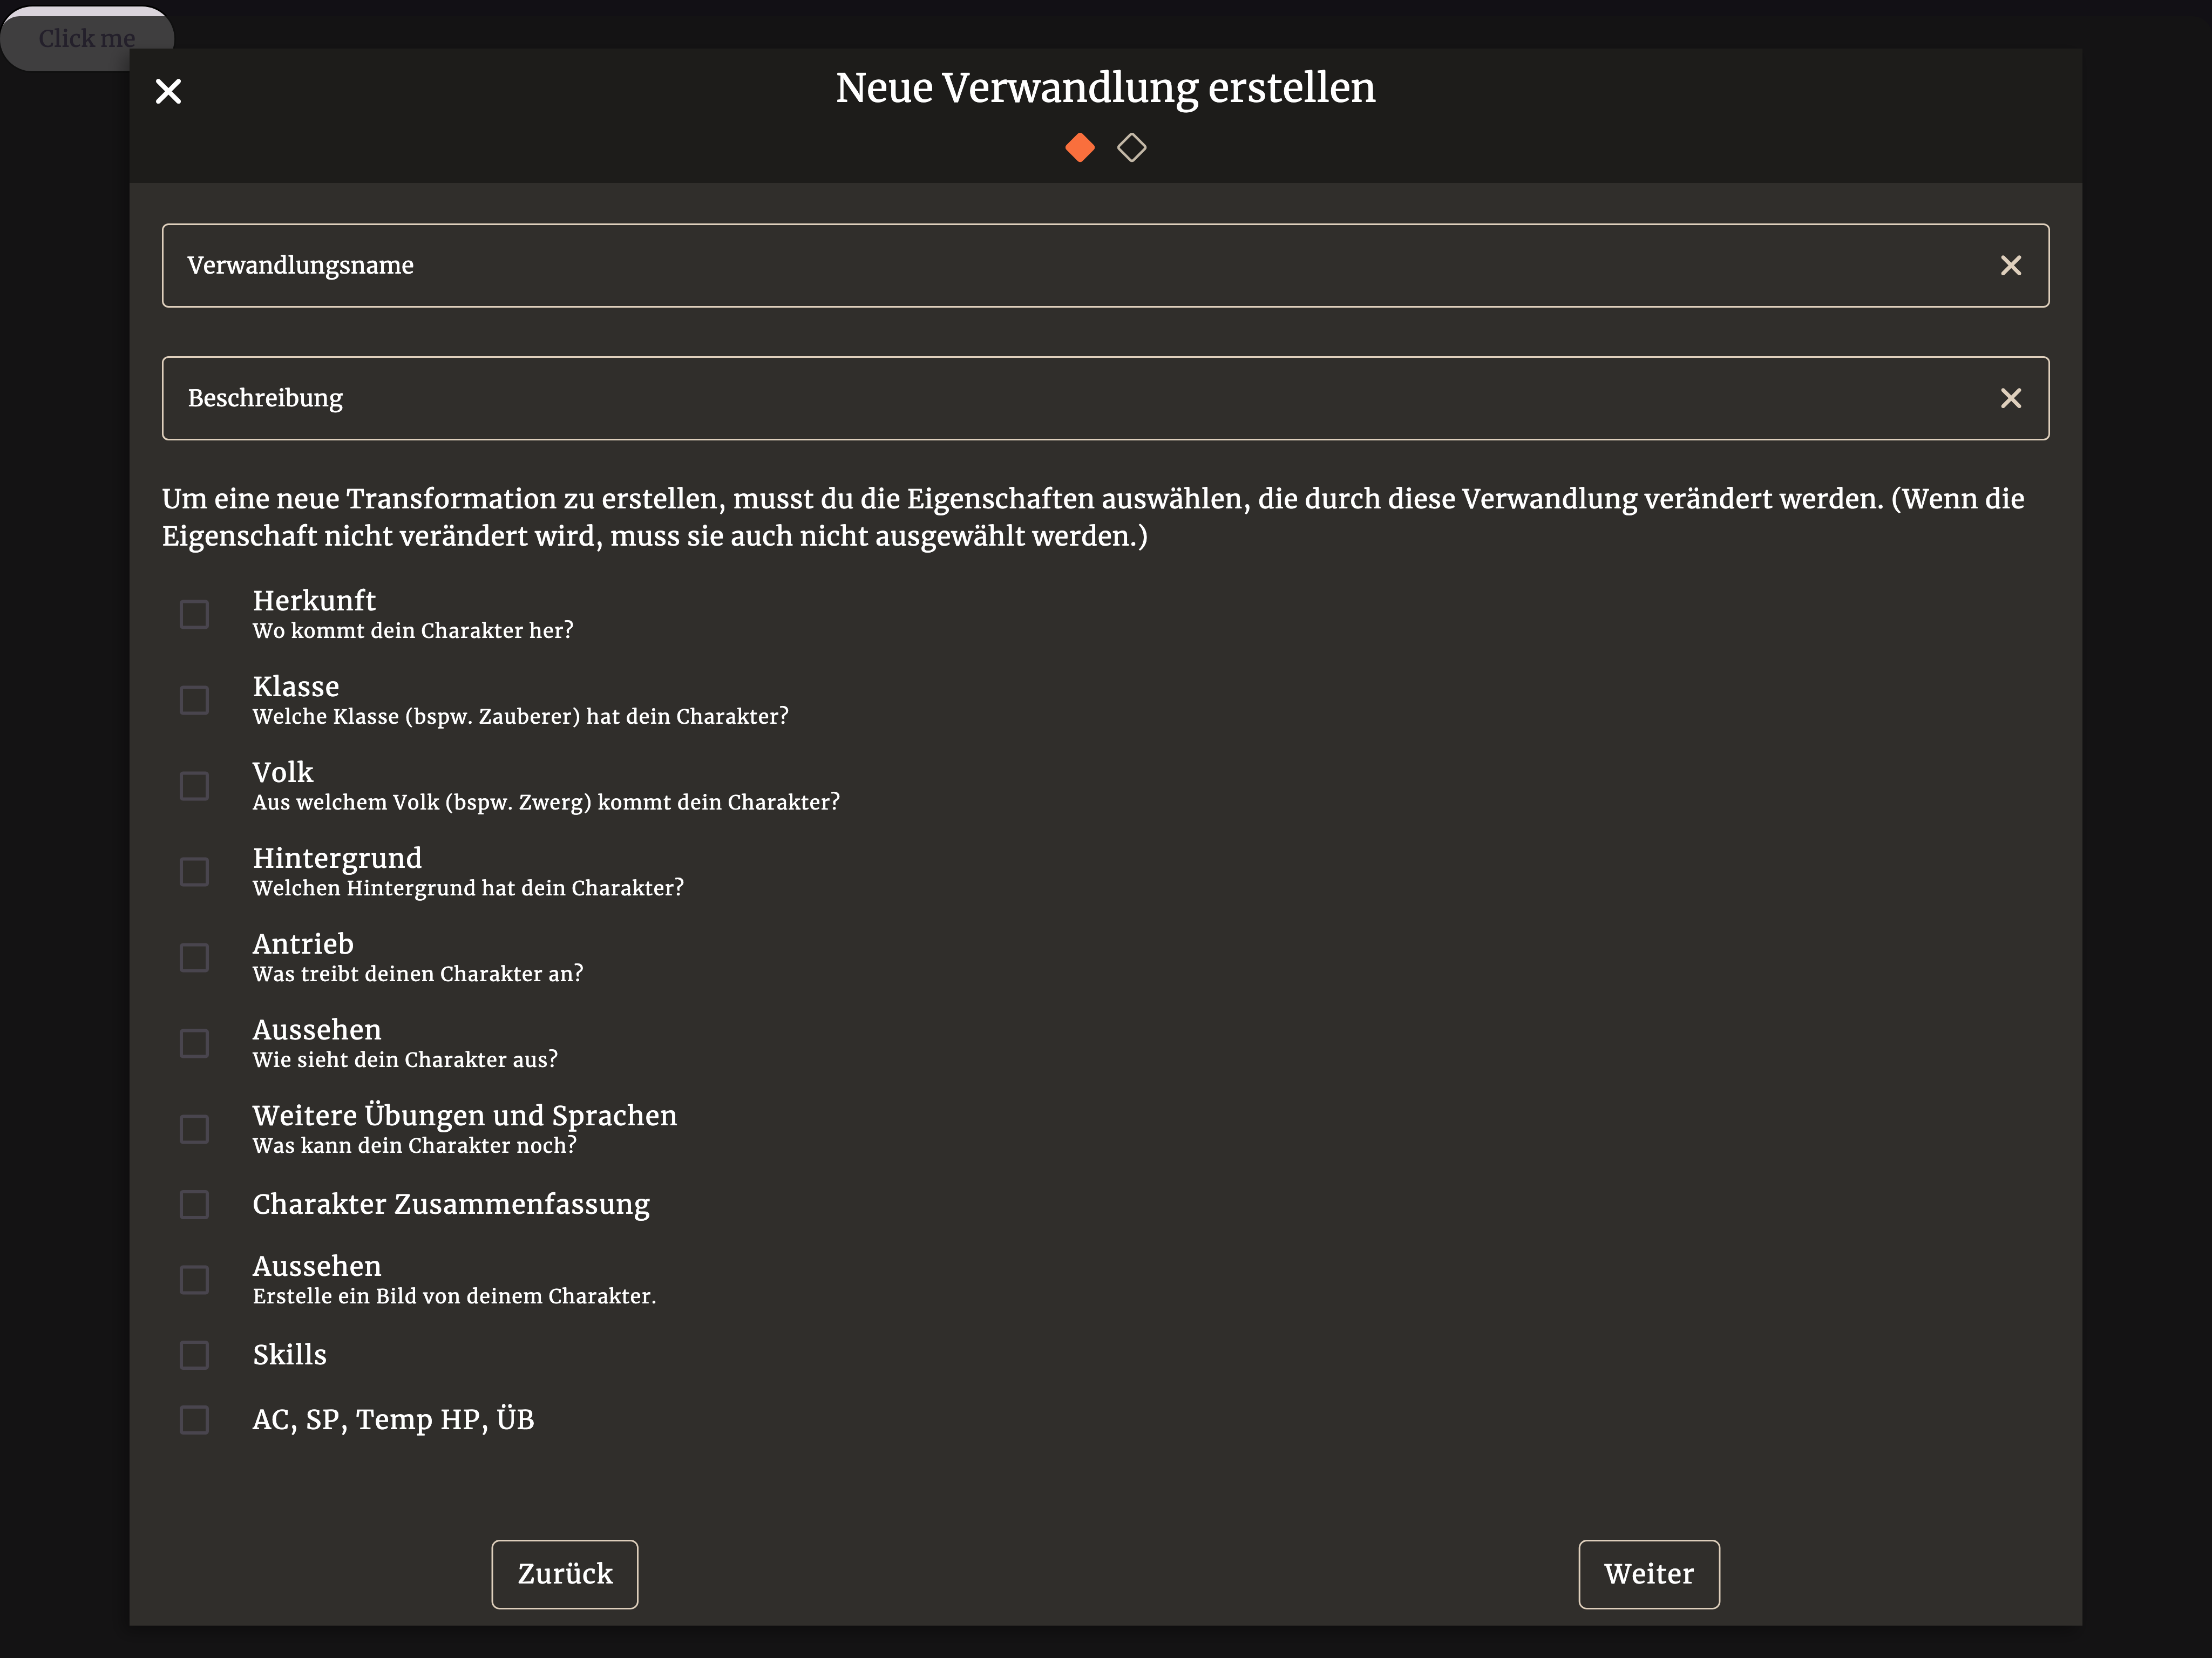 Click me
Neue Verwandlung erstellen
Verwandlungsname
Beschreibung
Um eine neue Transformation zu erstellen, musst du die Eigenschaften auswählen, die durch diese Verwandlung verändert werden. (Wenn die
Eigenschaft nicht verändert wird, muss sie auch nicht ausgewählt werden.)
Herkunft
Wo kommt dein Charakter her?
Klasse
Welche Klasse (bspw. Zauberer) hat dein Charakter?
Volk
Aus welchem Volk (bspw. Zwerg) kommt dein Charakter?
Hintergrund
Welchen Hintergrund hat dein Charakter?
Antrieb
Was treibt deinen Charakter an?
Aussehen
Wie sieht dein Charakter aus?
Weitere Übungen und Sprachen
Was kann dein Charakter noch?
Charakter Zusammenfassung
Aussehen
Erstelle ein Bild von deinem Charakter.
Skills
AC, SP, Temp HP, ÜB
Zurück
Weiter